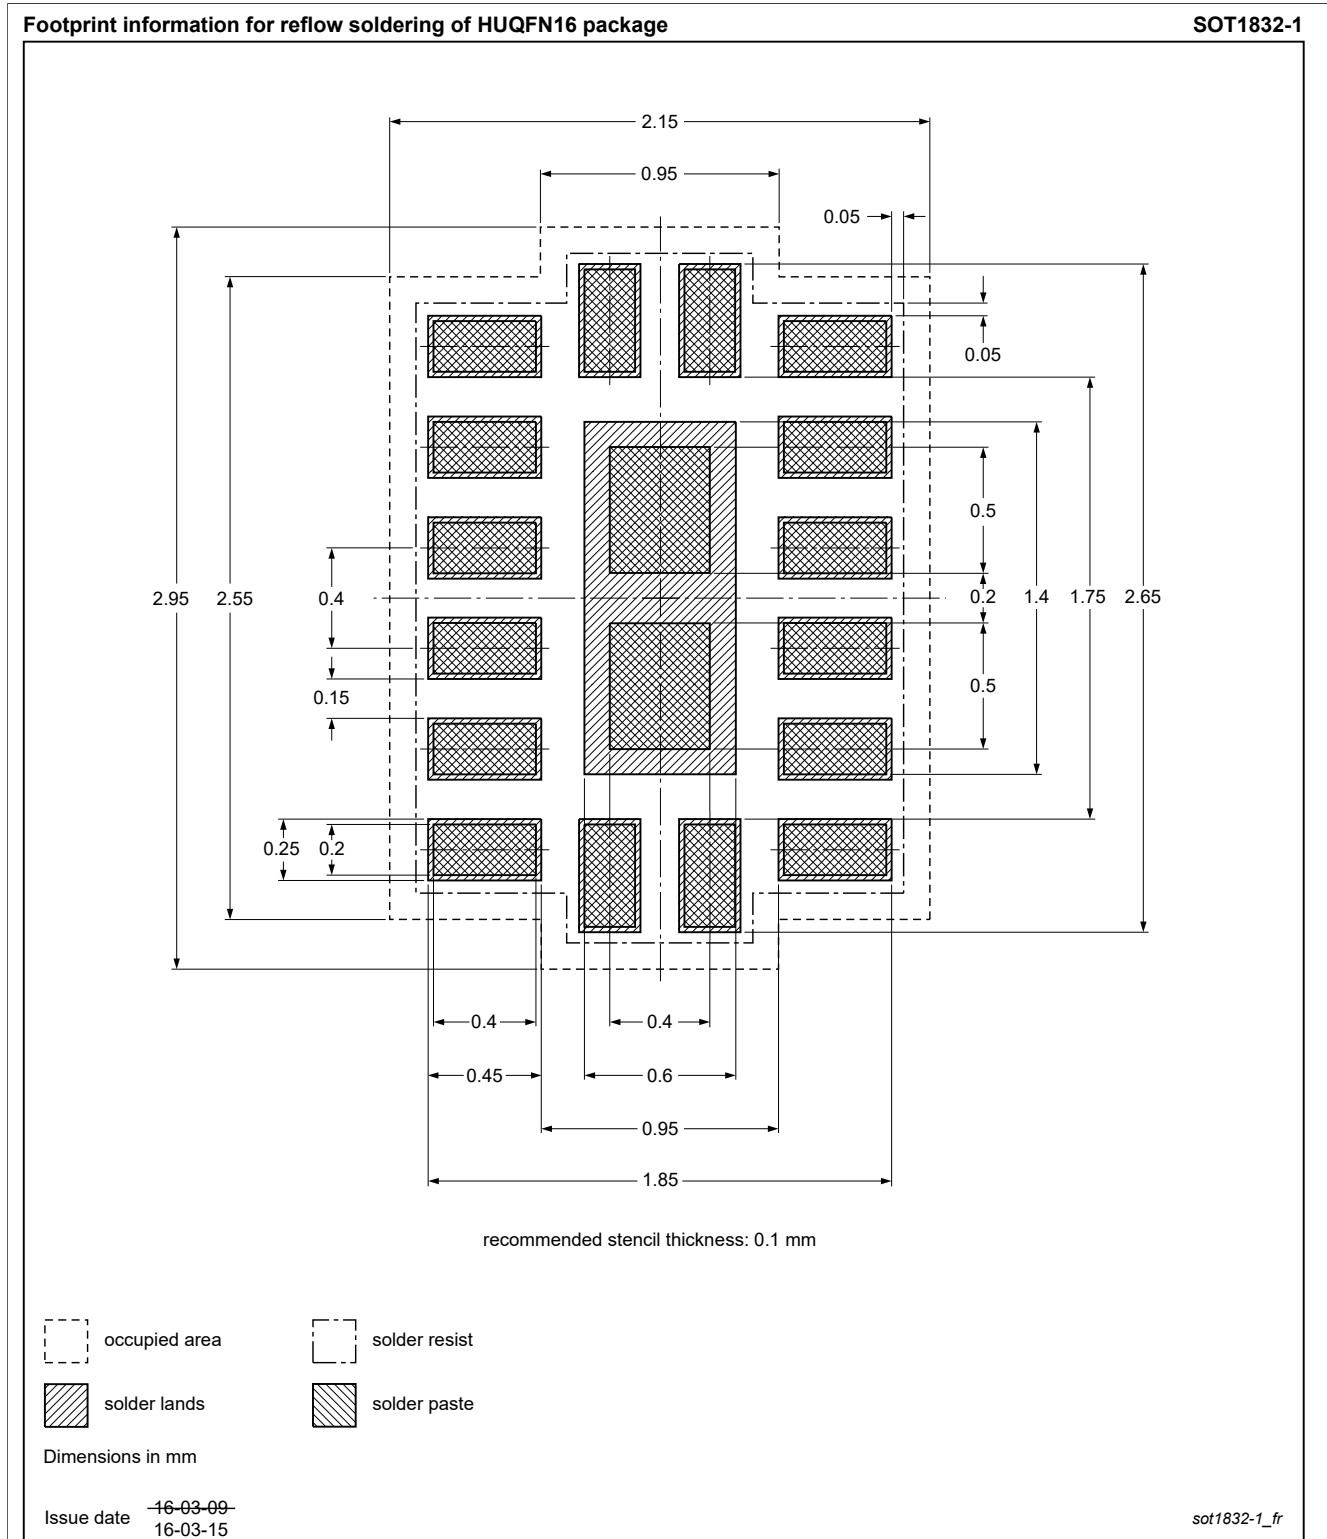 Footprint information for reflow soldering of HUQFN16 package SOT1832-1
2.15
0.95
0.05
0.05
0.5
2.95 2.55 0.4 0.2 1.4 1.75 2.65
0.5
0.15
0.25 0.2
0.4 0.4
0.45 0.6
0.95
1.85
recommended stencil thickness: 0.1 mm
occupied area solder resist
solder lands solder paste
Dimensions in mm
Issue date 16-03-09
16-03-15
sot1832-1_fr